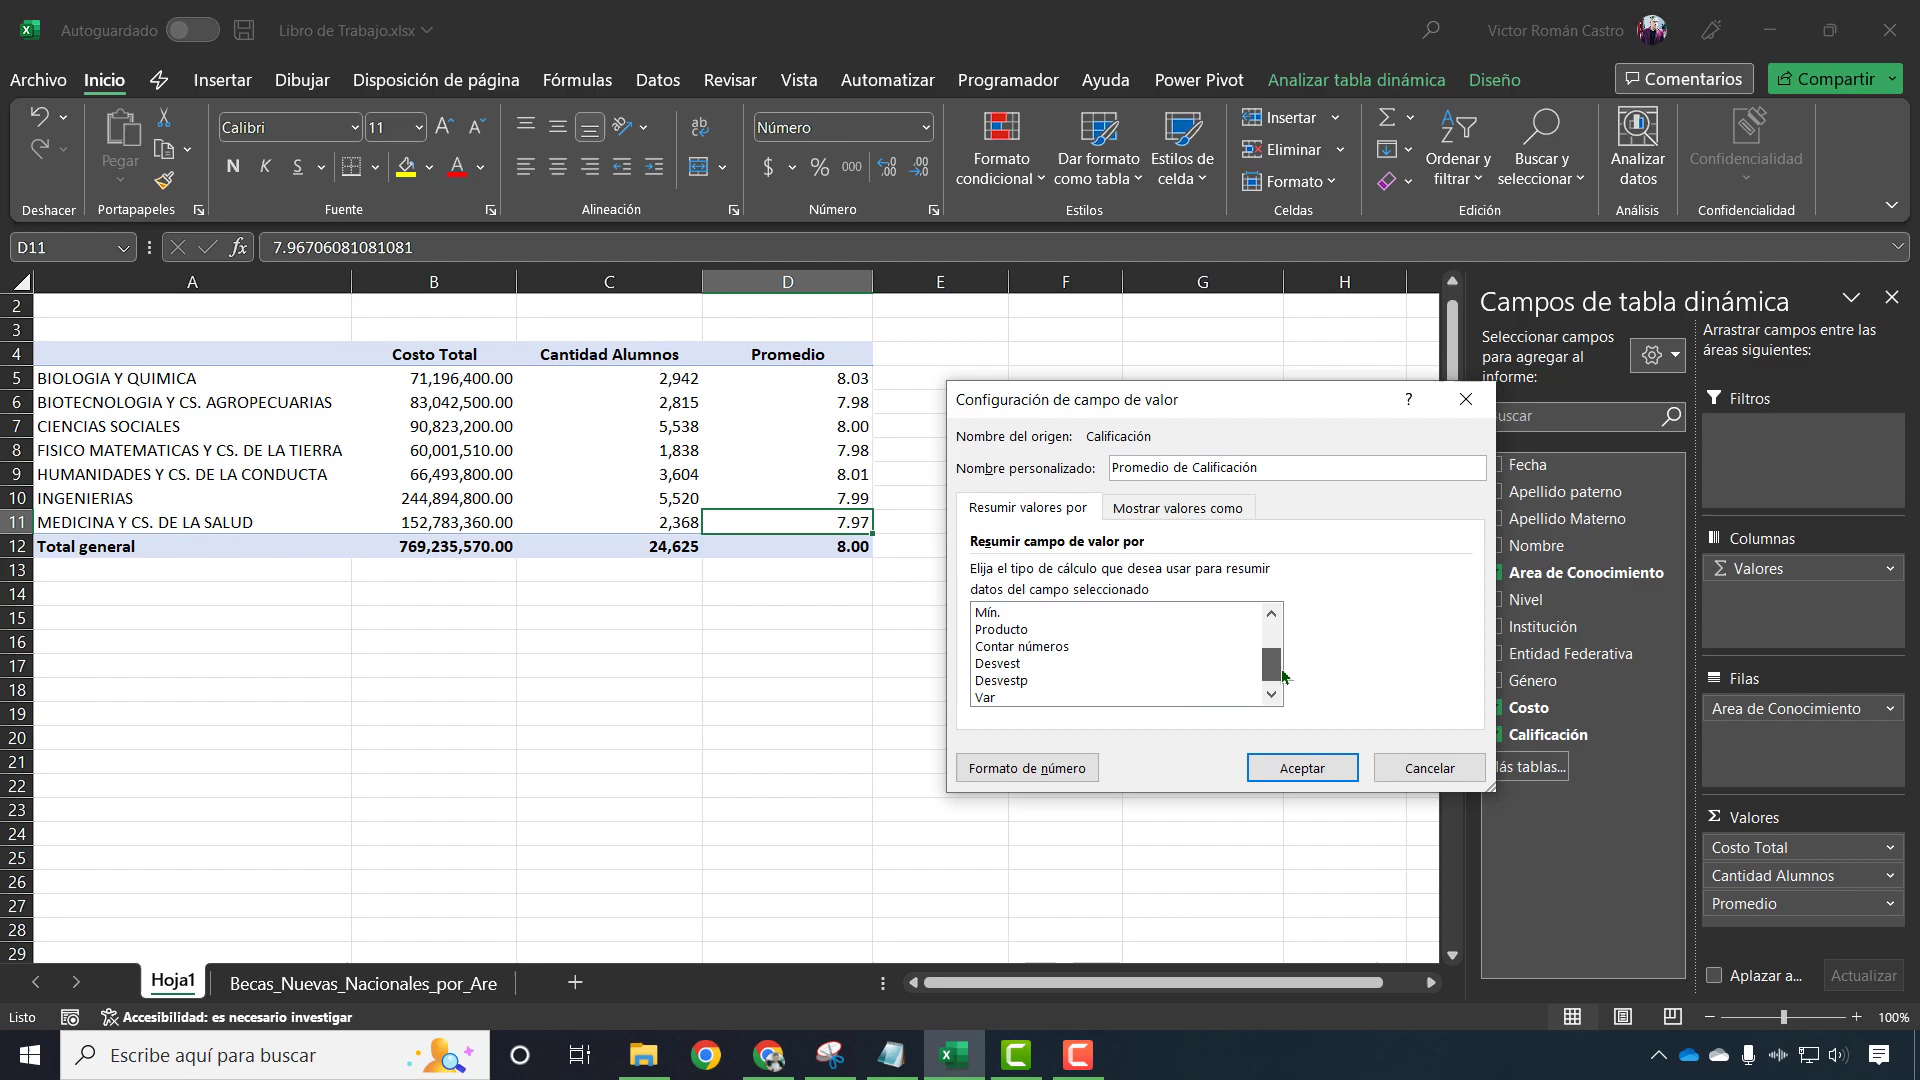 Autoguardado
Libro de Trabajo.xlsx
Victor Román Castro
Archivo Inicio Insertar Dibujar Disposición de página Fórmulas Datos Revisar Vista Automatizar Programador Ayuda Power Pivot Analizar tabla dinámica Diseño Comentarios Compartir
Pegar
Deshacer
Portapapeles
Calibri 11
N K S
Fuente
ab
Alineación
Número
$ % 000
Número
Formato condicional
Dar formato como tabla
Estilos de celda
Estilos
Insertar
Eliminar
Formato
Celdas
Ordenar y filtrar
Buscar y seleccionar
Edición
Analizar datos
Análisis
Confidencialidad
Confidencialidad
D11 fx 7.96706081081081
A B C D E F G H
2
3
4 Costo Total Cantidad Alumnos Promedio
5 BIOLOGIA Y QUIMICA 71,196,400.00 2,942 8.03
6 BIOTECNOLOGIA Y CS. AGROPECUARIAS 83,042,500.00 2,815 7.98
7 CIENCIAS SOCIALES 90,823,200.00 5,538 8.00
8 FISICO MATEMATICAS Y CS. DE LA TIERRA 60,001,510.00 1,838 7.98
9 HUMANIDADES Y CS. DE LA CONDUCTA 66,493,800.00 3,604 8.01
10 INGENIERIAS 244,894,800.00 5,520 7.99
11 MEDICINA Y CS. DE LA SALUD 152,783,360.00 2,368 7.97
12 Total general 769,235,570.00 24,625 8.00
13
14
15
16
17
18
19
20
21
22
23
24
25
26
27
28
29
Configuración de campo de valor ?
Nombre del origen: Calificación
Nombre personalizado: Promedio de Calificación
Resumir valores por Mostrar valores como
Resumir campo de valor por
Elija el tipo de cálculo que desea usar para resumir
datos del campo seleccionado
Mín.
Producto
Contar números
Desvest
Desvestp
Var
Formato de número Aceptar Cancelar
Campos de tabla dinámica
Seleccionar campos
para agregar al
informe:
Fecha
Apellido paterno
Apellido Materno
Nombre
Area de Conocimiento
Nivel
Institución
Entidad Federativa
Género
Costo
Calificación
tablas...
Arrastrar campos entre las
áreas siguientes:
Filtros
Columnas
Σ Valores
Filas
Area de Conocimiento
Σ Valores
Costo Total
Cantidad Alumnos
Promedio
Aplazar a... Actualizar
Hoja1 Becas_Nuevas_Nacionales_por_Are
Listo Accesibilidad: es necesario investigar 100%
Escribe aquí para buscar